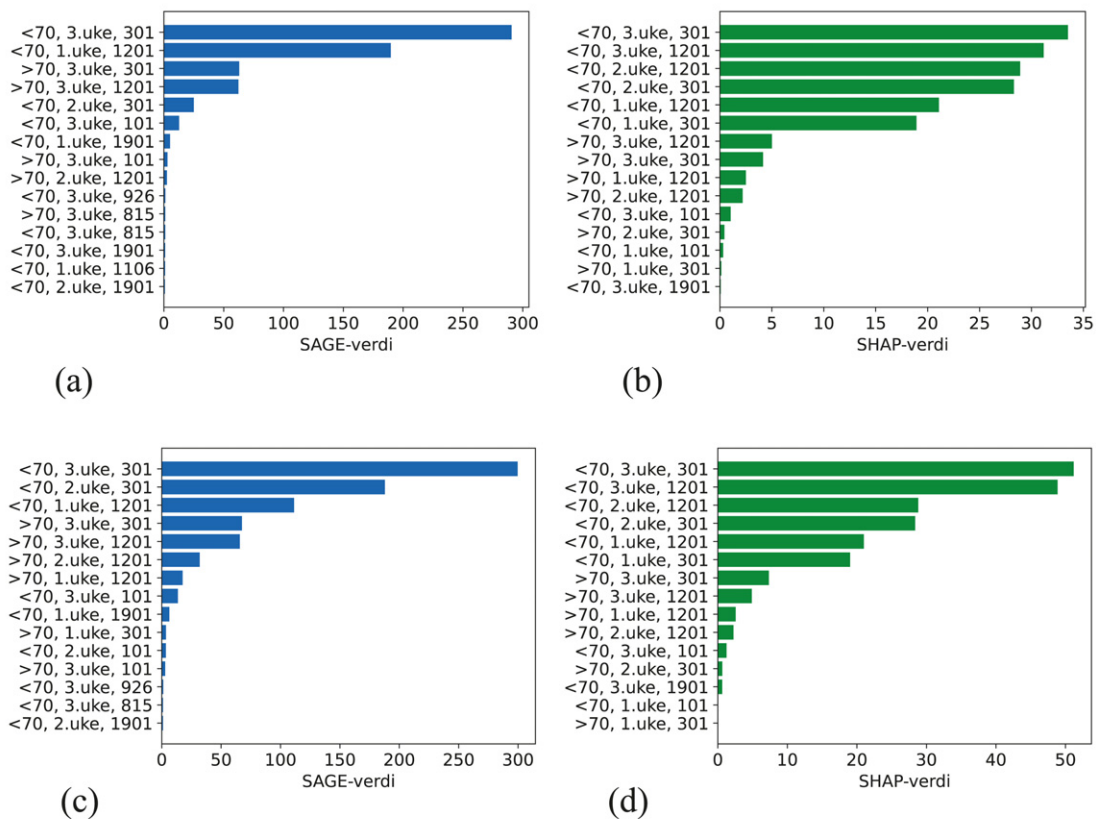 <70, 3.uke, 301
<70, 1.uke, 1201
>70, 3.uke, 301
>70, 3.uke, 1201
<70, 2.uke, 301
<70, 3.uke, 101
<70, 1.uke, 1901
>70, 3.uke, 101
>70, 2.uke, 1201
<70, 3.uke, 926
>70, 3.uke, 815
<70, 3.uke, 815
<70, 3.uke, 1901
<70, 1.uke, 1106
<70, 2.uke, 1901
0 50 100 150 200 250 300
SAGE-verdi
(a)
<70, 3.uke, 301
<70, 3.uke, 1201
<70, 2.uke, 1201
<70, 2.uke, 301
<70, 1.uke, 1201
<70, 1.uke, 301
>70, 3.uke, 1201
>70, 3.uke, 301
>70, 1.uke, 1201
>70, 2.uke, 1201
<70, 3.uke, 101
>70, 2.uke, 301
<70, 1.uke, 101
>70, 1.uke, 301
<70, 3.uke, 1901
0 5 10 15 20 25 30 35
SHAP-verdi
(b)
<70, 3.uke, 301
<70, 2.uke, 301
<70, 1.uke, 1201
>70, 3.uke, 301
>70, 3.uke, 1201
>70, 2.uke, 1201
>70, 1.uke, 1201
<70, 3.uke, 101
<70, 1.uke, 1901
>70, 1.uke, 301
<70, 2.uke, 101
>70, 3.uke, 101
<70, 3.uke, 926
<70, 3.uke, 815
<70, 2.uke, 1901
0 50 100 150 200 250 300
SAGE-verdi
(c)
<70, 3.uke, 301
<70, 3.uke, 1201
<70, 2.uke, 1201
<70, 2.uke, 301
<70, 1.uke, 1201
<70, 1.uke, 301
>70, 3.uke, 301
>70, 3.uke, 1201
>70, 1.uke, 1201
>70, 2.uke, 1201
<70, 3.uke, 101
>70, 2.uke, 301
<70, 3.uke, 1901
<70, 1.uke, 101
>70, 1.uke, 301
0 10 20 30 40 50
SHAP-verdi
(d)